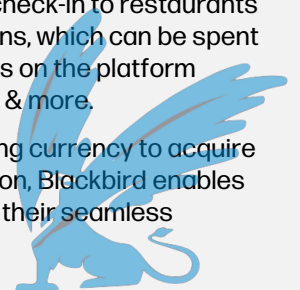 check-in to restaurants
ns, which can be spent
s on the platform
& more.
ng currency to acquire
on, Blackbird enables
their seamless